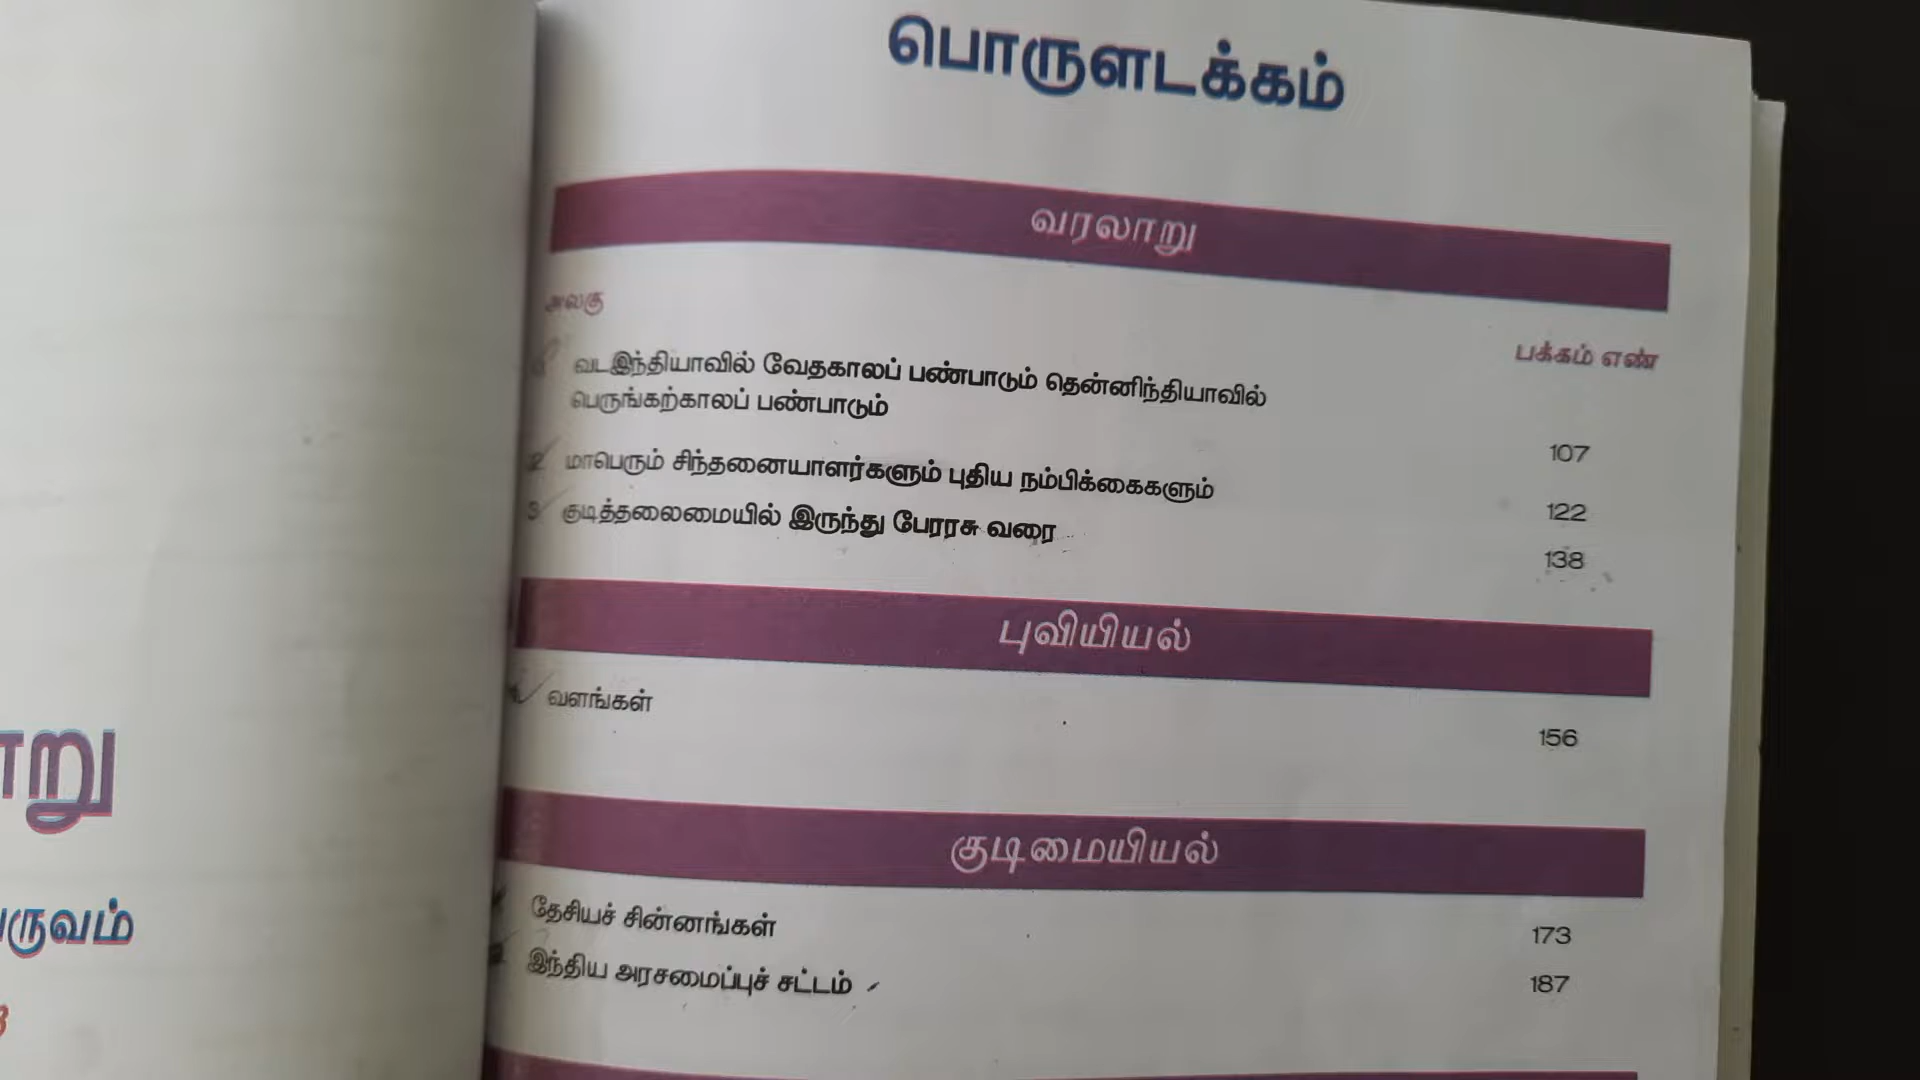 பொருளடக்கம்
வரலாறு
அலகு
பக்கம் எண்
வடஇந்தியாவில் வேதகாலப் பண்பாடும் தென்னிந்தியாவில்
பெருங்கற்காலப் பண்பாடும்
107
2 மாபெரும் சிந்தனையாளர்களும் புதிய நம்பிக்கைகளும்
122
3 குடித்தலைமையில் இருந்து பேரரசு வரை
138
புவியியல்
வளங்கள்
156
குடிமையியல்
தேசியச் சின்னங்கள்
173
இந்திய அரசமைப்புச் சட்டம்
187